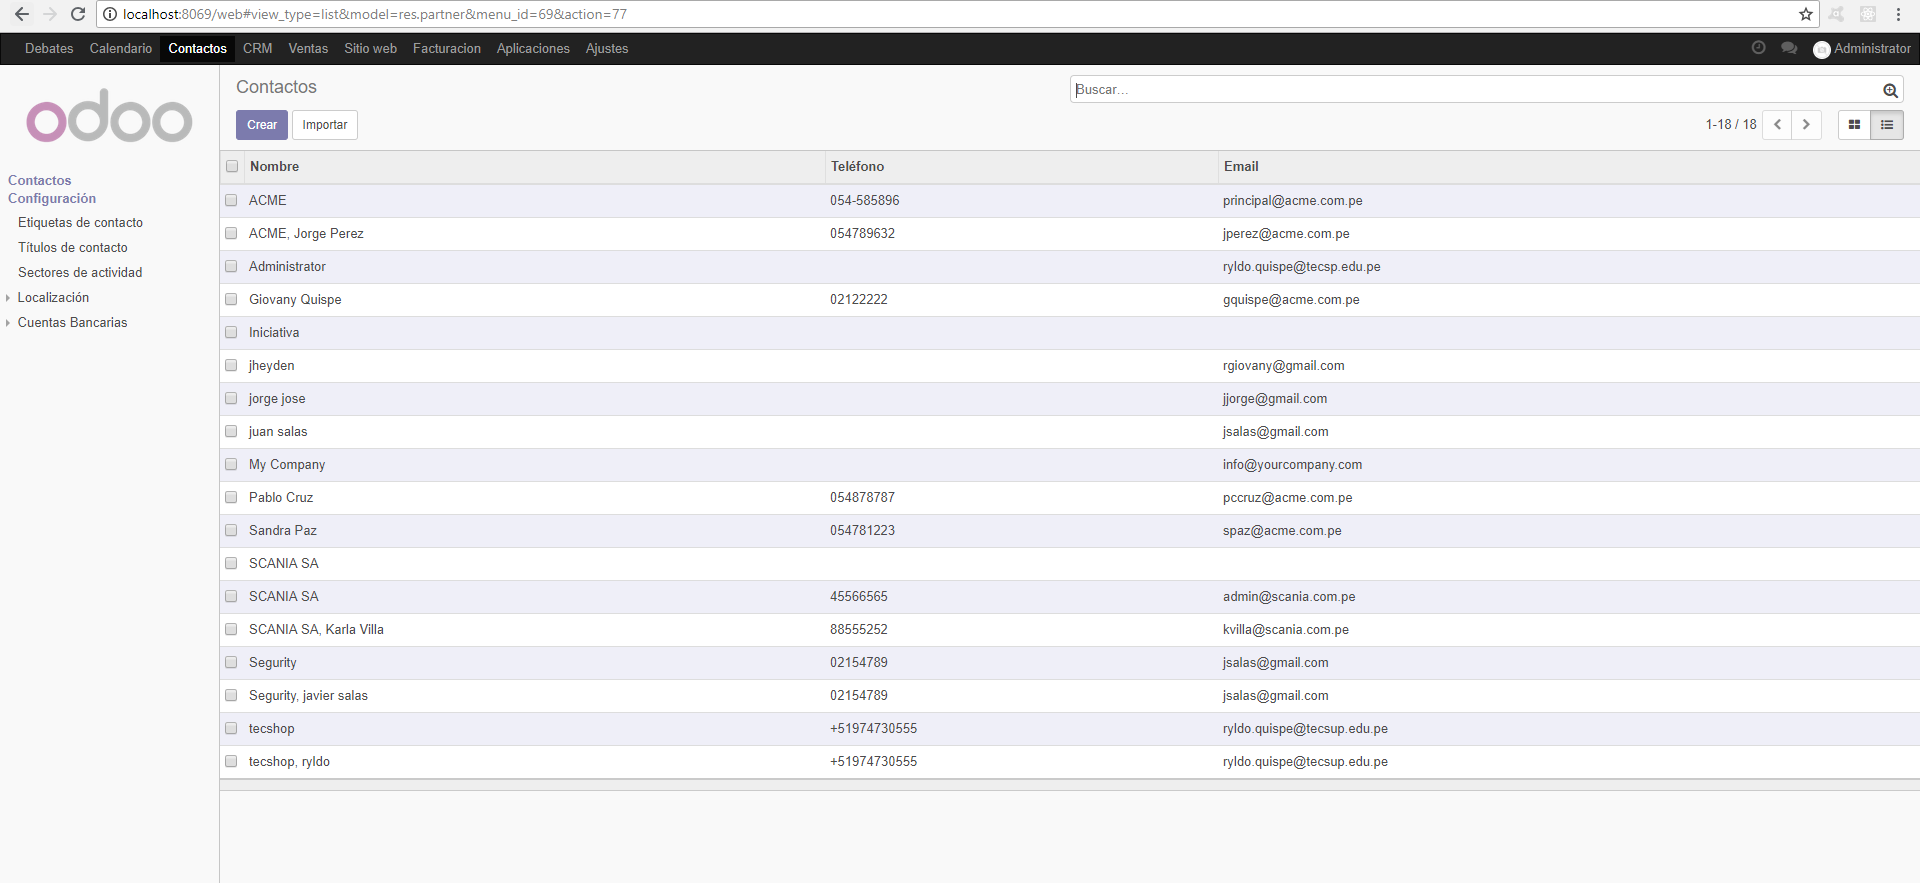 localhost:8069/web#view_type=list&model=res.partner&menu_id=69&action=77
Debates Calendario Contactos CRM Ventas Sitio web Facturacion Aplicaciones Ajustes Administrator
odoo
Contactos
Configuración
Etiquetas de contacto
Títulos de contacto
Sectores de actividad
Localización
Cuentas Bancarias
Contactos
Buscar...
Crear Importar
1-18 / 18
Nombre Teléfono Email
ACME 054-585896 principal@acme.com.pe
ACME, Jorge Perez 054789632 jperez@acme.com.pe
Administrator ryldo.quispe@tecsp.edu.pe
Giovany Quispe 02122222 gquispe@acme.com.pe
Iniciativa
jheyden rgiovany@gmail.com
jorge jose jjorge@gmail.com
juan salas jsalas@gmail.com
My Company info@yourcompany.com
Pablo Cruz 054878787 pccruz@acme.com.pe
Sandra Paz 054781223 spaz@acme.com.pe
SCANIA SA
SCANIA SA 45566565 admin@scania.com.pe
SCANIA SA, Karla Villa 88555252 kvilla@scania.com.pe
Segurity 02154789 jsalas@gmail.com
Segurity, javier salas 02154789 jsalas@gmail.com
tecshop +51974730555 ryldo.quispe@tecsup.edu.pe
tecshop, ryldo +51974730555 ryldo.quispe@tecsup.edu.pe